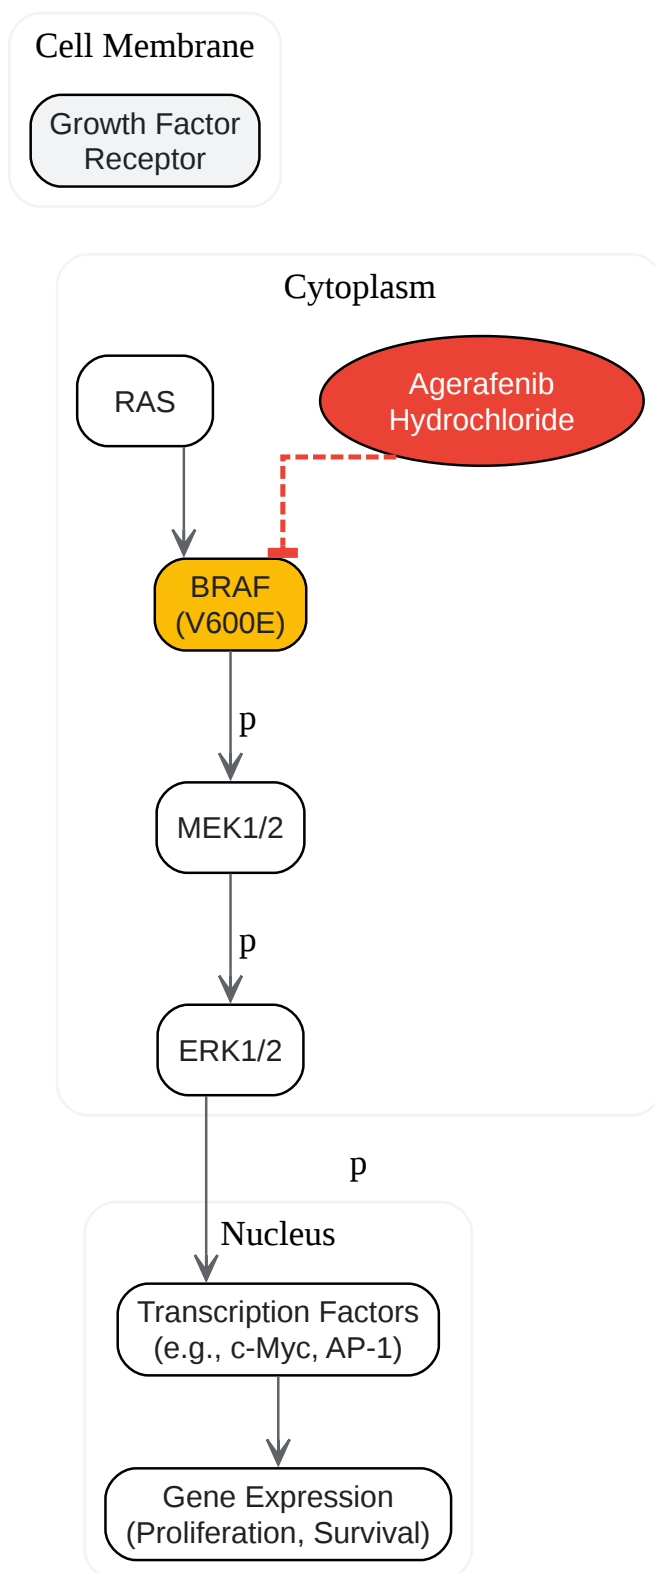 Cell Membrane
Growth Factor
Receptor
Cytoplasm
RAS
Agerafenib
Hydrochloride
BRAF
(V600E)
p
MEK1/2
p
ERK1/2
p
Nucleus
Transcription Factors
(e.g., c-Myc, AP-1)
Gene Expression
(Proliferation, Survival)